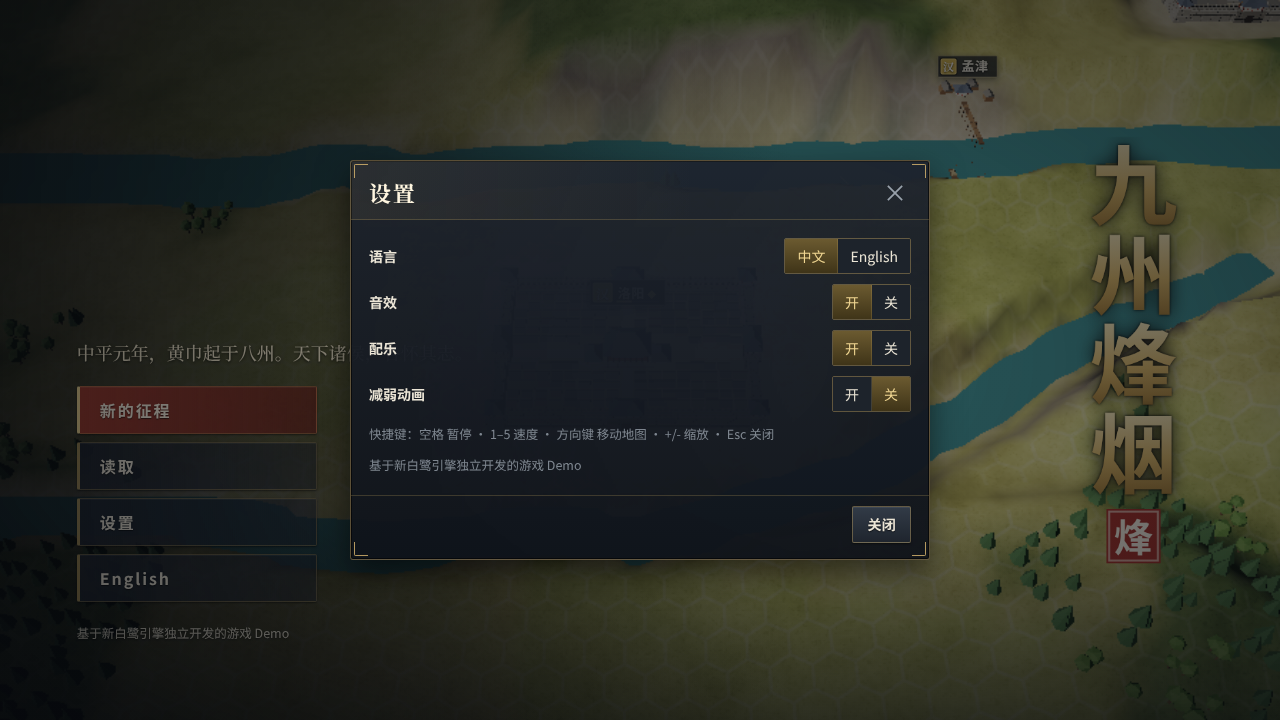 汉 孟津
九州烽烟
烽
设置
语言
中文 English
音效
开 关
配乐
开 关
减弱动画
开 关
快捷键：空格 暂停 · 1–5 速度 · 方向键 移动地图 · +/- 缩放 · Esc 关闭
基于新白鹭引擎独立开发的游戏 Demo
关闭
中平元年，黄巾起于八州。天下诸
新的征程
读取
设置
English
基于新白鹭引擎独立开发的游戏 Demo